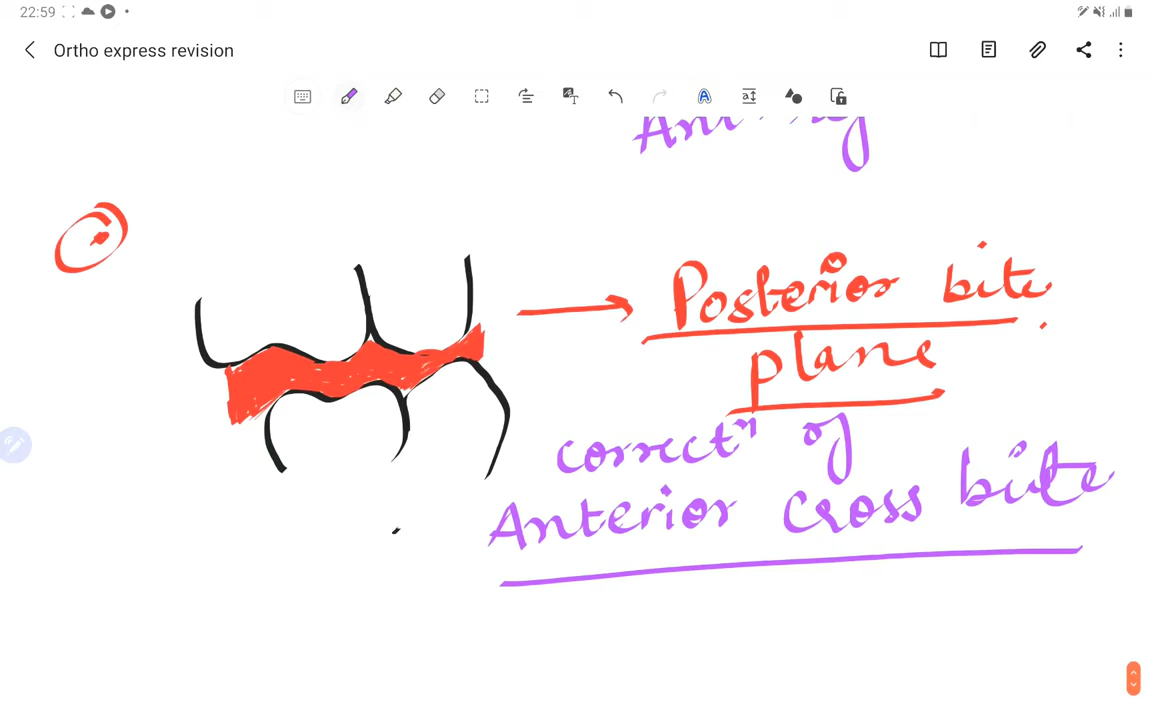 22:59
Ortho express revision
Posterior bite
plane
correctⁿ of
Anterior cross bite